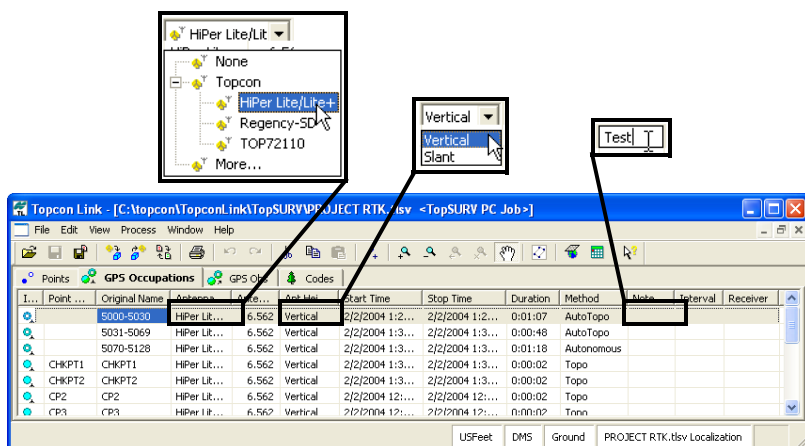 HiPer Lite/Lit
None
Topcon
HiPer Lite/Lite+
Regency-SD
TOP72110
More...
Vertical
Vertical
Slant
Test
Topcon Link - [C:\topcon\TopconLink\TopSURV\PROJECT RTK.tlsv <TopSURV PC Job>]
File Edit View Process Window Help
Points GPS Occupations GPS Obs Codes
I... Point ... Original Name Antenna Ante... Ant Hei... Start Time Stop Time Duration Method Note Interval Receiver
5000-5030 HiPer Lit... 6.562 Vertical 2/2/2004 1:2... 2/2/2004 1:2... 0:01:07 AutoTopo
5031-5069 HiPer Lit... 6.562 Vertical 2/2/2004 1:3... 2/2/2004 1:3... 0:00:48 AutoTopo
5070-5128 HiPer Lit... 6.562 Vertical 2/2/2004 1:3... 2/2/2004 1:3... 0:01:18 Autonomous
CHKPT1 CHKPT1 HiPer Lit... 6.562 Vertical 2/2/2004 1:3... 2/2/2004 1:3... 0:00:02 Topo
CHKPT2 CHKPT2 HiPer Lit... 6.562 Vertical 2/2/2004 1:3... 2/2/2004 1:3... 0:00:02 Topo
CP2 CP2 HiPer Lit... 6.562 Vertical 2/2/2004 12:... 2/2/2004 12:... 0:00:02 Topo
CP3 CP3 HiPer Lit... 6.562 Vertical 2/2/2004 12:... 2/2/2004 12:... 0:00:02 Topo
USFeet DMS Ground PROJECT RTK.tlsv Localization